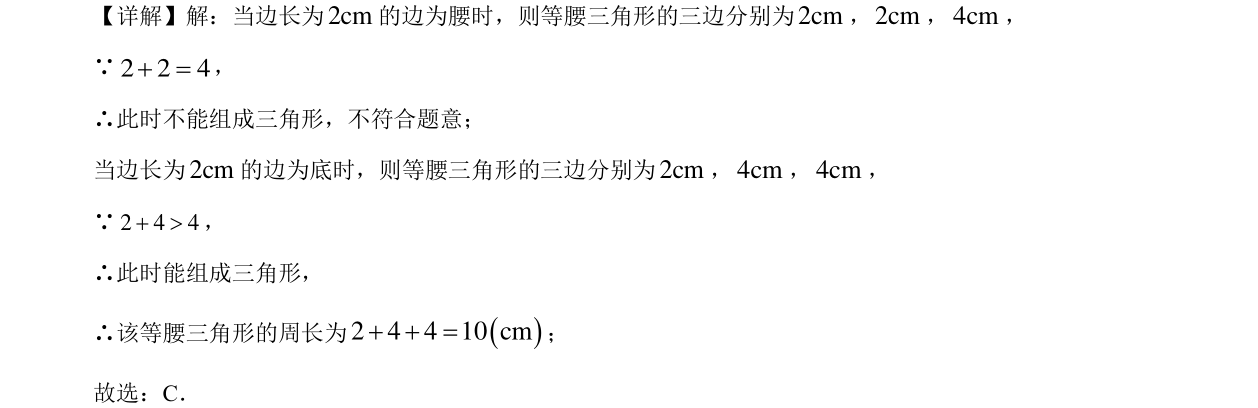 【详解】解：当边长为2cm的边为腰时，则等腰三角形的三边分别为2cm，2cm，4cm，
∵2+2=4，
∴此时不能组成三角形，不符合题意；
当边长为2cm的边为底时，则等腰三角形的三边分别为2cm，4cm，4cm，
∵2+4>4，
∴此时能组成三角形，
∴该等腰三角形的周长为2+4+4=10(cm)；
故选：C．